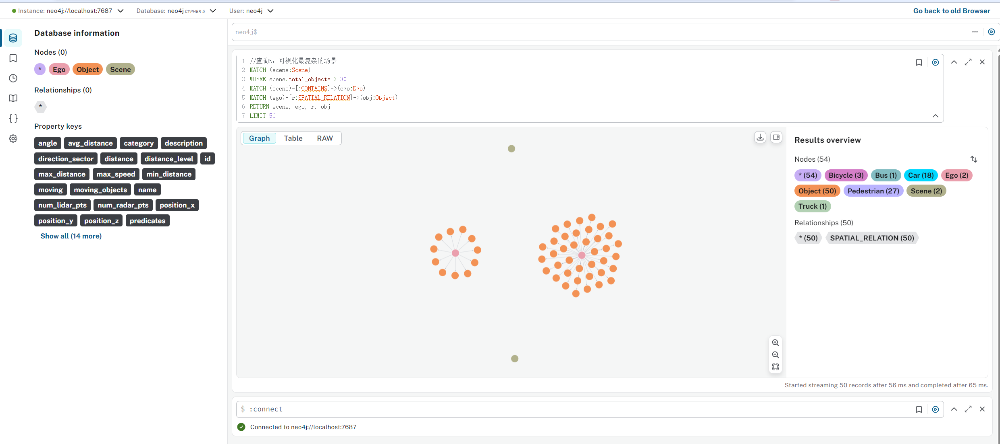 Instance: neo4j://localhost:7687
Database: neo4j CYPHER 5
User: neo4j
Go back to old Browser
Database information
Nodes (0)
* Ego Object Scene
Relationships (0)
*
Property keys
angle avg_distance category description
direction_sector distance distance_level id
max_distance max_speed min_distance
moving moving_objects name
num_lidar_pts num_radar_pts position_x
position_y position_z predicates
Show all (14 more)
neo4j$
1 //查询5：可视化最复杂的场景
2 MATCH (scene:Scene)
3 WHERE scene.total_objects > 30
4 MATCH (scene)-[:CONTAINS]->(ego:Ego)
5 MATCH (ego)-[r:SPATIAL_RELATION]->(obj:Object)
6 RETURN scene, ego, r, obj
7 LIMIT 50
Graph Table RAW
Results overview
Nodes (54)
* (54) Bicycle (3) Bus (1) Car (18) Ego (2)
Object (50) Pedestrian (27) Scene (2)
Truck (1)
Relationships (50)
* (50) SPATIAL_RELATION (50)
Started streaming 50 records after 56 ms and completed after 65 ms.
$ :connect
Connected to neo4j://localhost:7687